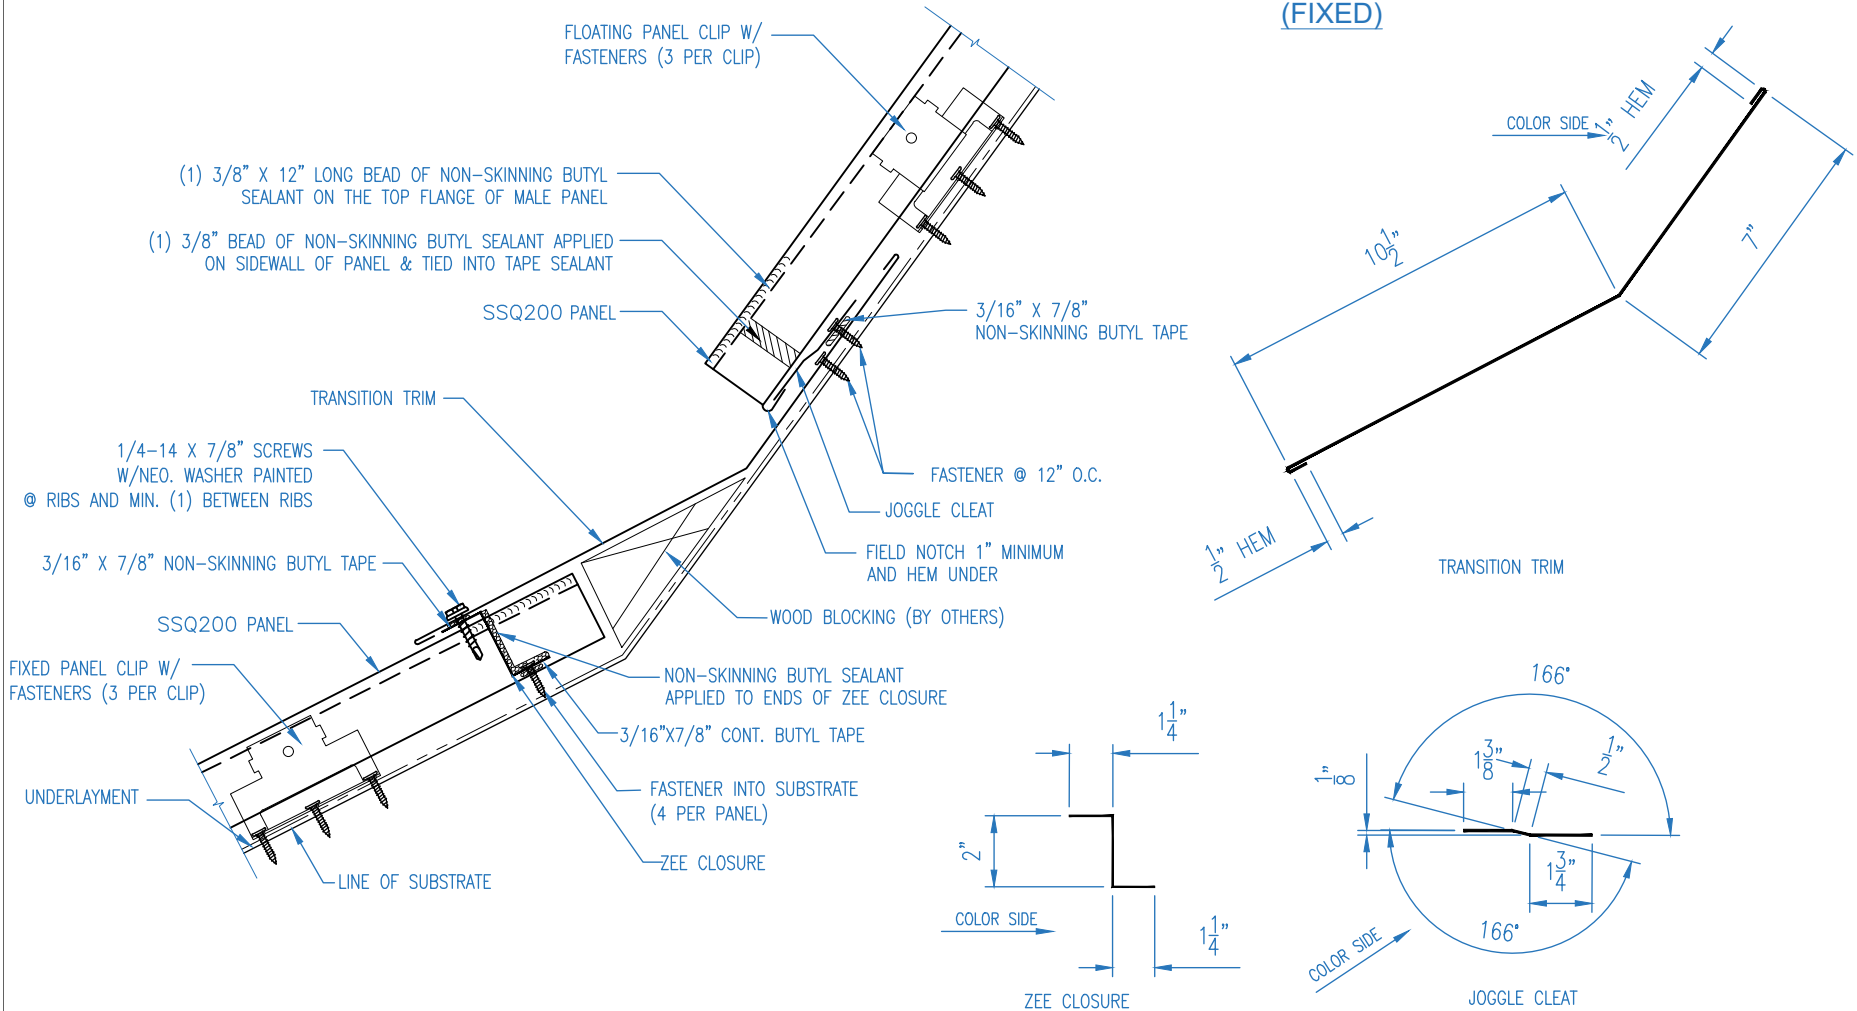 (FIXED)
FLOATING PANEL CLIP W/
FASTENERS (3 PER CLIP)
(1) 3/8” X 12” LONG BEAD OF NON-SKINNING BUTYL
SEALANT ON THE TOP FLANGE OF MALE PANEL
(1) 3/8” BEAD OF NON-SKINNING BUTYL SEALANT APPLIED
ON SIDEWALL OF PANEL & TIED INTO TAPE SEALANT
SSQ200 PANEL
3/16” X 7/8”
NON-SKINNING BUTYL TAPE
TRANSITION TRIM
1/4-14 X 7/8” SCREWS
W/NEO. WASHER PAINTED
@ RIBS AND MIN. (1) BETWEEN RIBS
FASTENER @ 12” O.C.
JOGGLE CLEAT
FIELD NOTCH 1” MINIMUM
AND HEM UNDER
3/16” X 7/8” NON-SKINNING BUTYL TAPE
WOOD BLOCKING (BY OTHERS)
SSQ200 PANEL
FIXED PANEL CLIP W/
FASTENERS (3 PER CLIP)
NON-SKINNING BUTYL SEALANT
APPLIED TO ENDS OF ZEE CLOSURE
3/16”X7/8” CONT. BUTYL TAPE
FASTENER INTO SUBSTRATE
(4 PER PANEL)
UNDERLAYMENT
ZEE CLOSURE
LINE OF SUBSTRATE
COLOR SIDE
1/2” HEM
10 1/2”
7”
1/2” HEM
TRANSITION TRIM
1 1/4”
2”
COLOR SIDE
1 1/4”
ZEE CLOSURE
166°
1/8”
1 3/8”
1/2”
1 3/4”
166°
COLOR SIDE
JOGGLE CLEAT